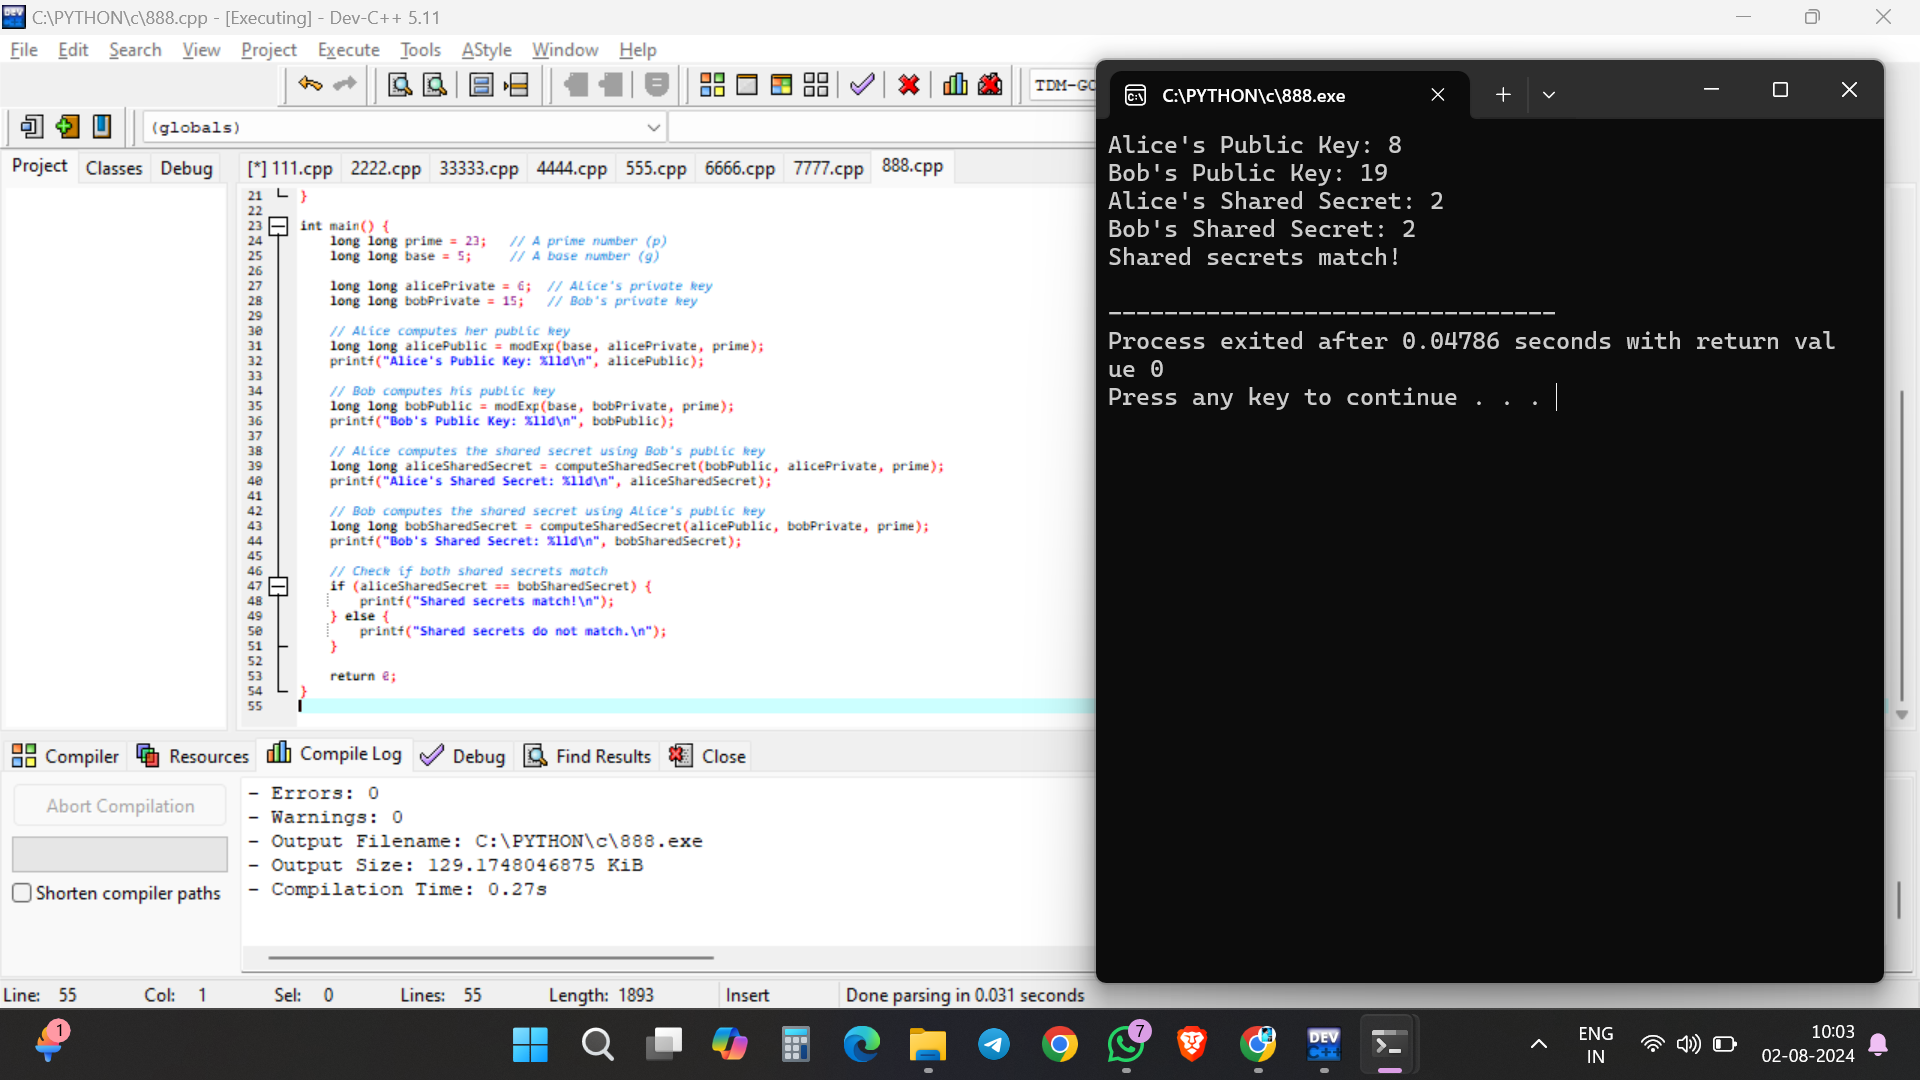 C:\PYTHON\c\888.cpp - [Executing] - Dev-C++ 5.11
File Edit Search View Project Execute Tools AStyle Window Help
TDM-GC
(globals)
Project Classes Debug
[*] 111.cpp 2222.cpp 33333.cpp 4444.cpp 555.cpp 6666.cpp 7777.cpp 888.cpp
21 }
22
23 int main() {
24 long long prime = 23; // A prime number (p)
25 long long base = 5; // A base number (g)
26
27 long long alicePrivate = 6; // Alice's private key
28 long long bobPrivate = 15; // Bob's private key
29
30 // Alice computes her public key
31 long long alicePublic = modExp(base, alicePrivate, prime);
32 printf("Alice's Public Key: %lld\n", alicePublic);
33
34 // Bob computes his public key
35 long long bobPublic = modExp(base, bobPrivate, prime);
36 printf("Bob's Public Key: %lld\n", bobPublic);
37
38 // Alice computes the shared secret using Bob's public key
39 long long aliceSharedSecret = computeSharedSecret(bobPublic, alicePrivate, prime);
40 printf("Alice's Shared Secret: %lld\n", aliceSharedSecret);
41
42 // Bob computes the shared secret using Alice's public key
43 long long bobSharedSecret = computeSharedSecret(alicePublic, bobPrivate, prime);
44 printf("Bob's Shared Secret: %lld\n", bobSharedSecret);
45
46 // Check if both shared secrets match
47 if (aliceSharedSecret == bobSharedSecret) {
48 printf("Shared secrets match!\n");
49 } else {
50 printf("Shared secrets do not match.\n");
51 }
52
53 return 0;
54 }
55
C:\PYTHON\c\888.exe
Alice's Public Key: 8
Bob's Public Key: 19
Alice's Shared Secret: 2
Bob's Shared Secret: 2
Shared secrets match!
--------------------------------
Process exited after 0.04786 seconds with return val
ue 0
Press any key to continue . . .
Compiler Resources Compile Log Debug Find Results Close
Abort Compilation
Shorten compiler paths
- Errors: 0
- Warnings: 0
- Output Filename: C:\PYTHON\c\888.exe
- Output Size: 129.1748046875 KiB
- Compilation Time: 0.27s
Line: 55 Col: 1 Sel: 0 Lines: 55 Length: 1893 Insert Done parsing in 0.031 seconds
1
7
DEV
C++
ENG
IN
10:03
02-08-2024